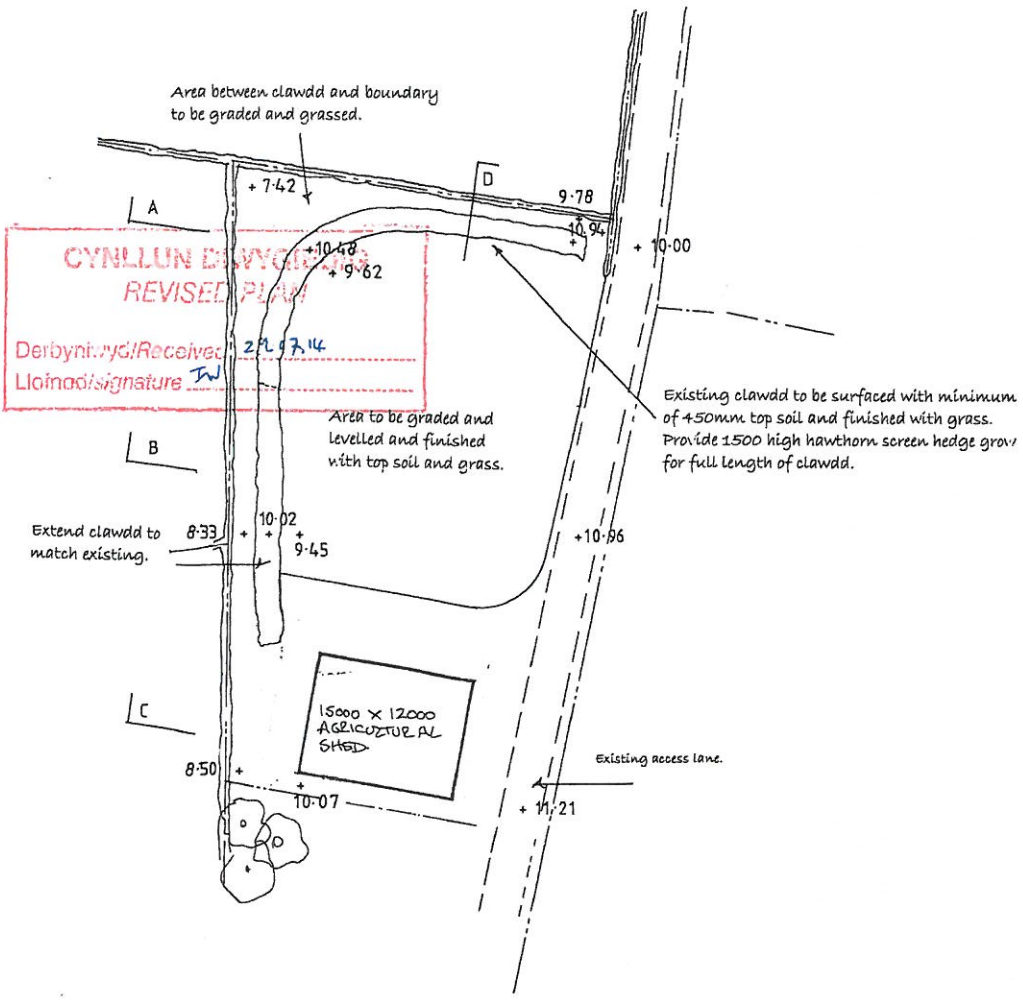 Area between clawdd and boundary
to be graded and grassed.
D
9.78
+ 7.42
A
10.94
+ 10.00
+10.48
+ 9.62
CYNLLUN
REVISED PLAN
Received 7.14
signature
Existing clawdd to be surfaced with minimum
of 450mm top soil and finished with grass.
Provide 1500 high hawthorn screen hedge
for full length of clawdd.
Area to be graded and
levelled and finished
with top soil and grass.
B
Extend clawdd to
match existing.
8.33 +
10.02
+
+
9.45
+10.96
15000 X 12000
AGRICULTURAL
SHED
C
Existing access lane.
8.50 +
+
10.07
+ 11.21